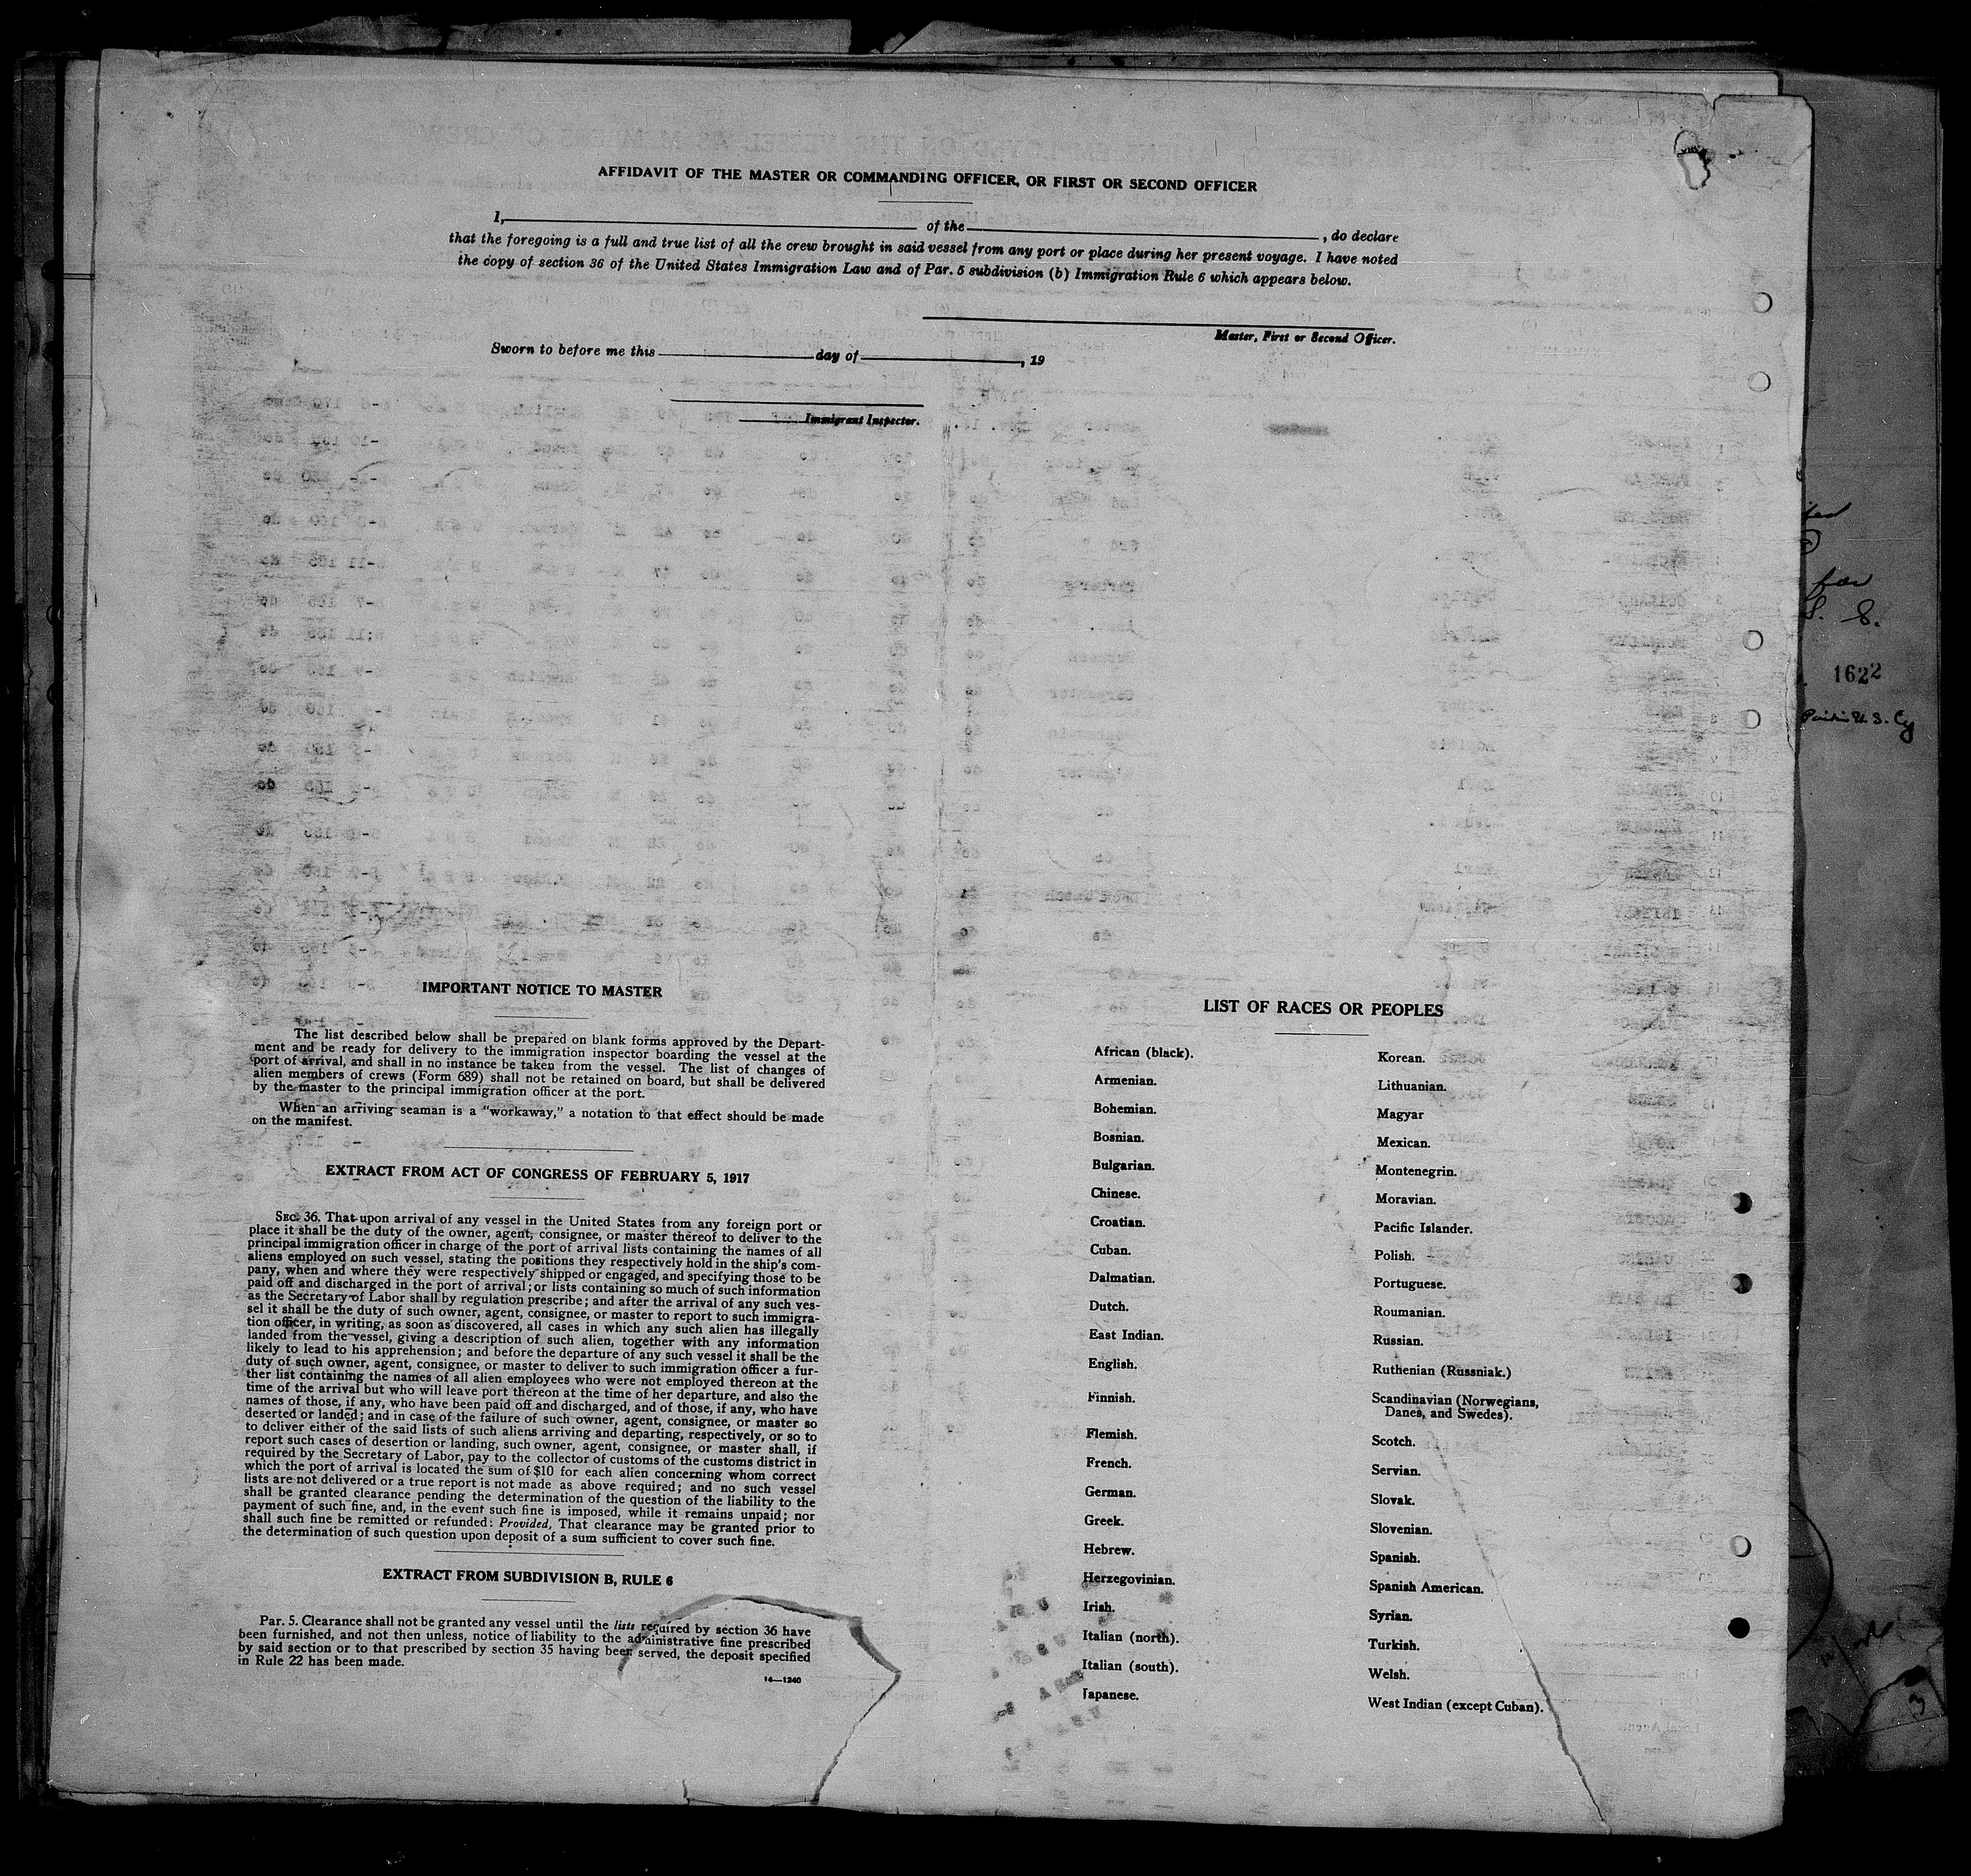 AFFIDAVIT OF THE MASTER OR COMMANDING OFFICER, OR FIRST OR SECOND OFFICER
I, of the , do declare
that the foregoing is a full and true list of all the crew brought in said vessel from any port or place during her present voyage. I have noted
the copy of section 36 of the United States Immigration Law and of Par. 5 subdivision (b) Immigration Rule 6 which appears below.
Master, First or Second Officer.
Sworn to before me this day of , 19
Immigrant Inspector.
IMPORTANT NOTICE TO MASTER
The list described below shall be prepared on blank forms approved by the Depart-
ment and be ready for delivery to the immigration inspector boarding the vessel at the
port of arrival, and shall in no instance be taken from the vessel. The list of changes of
alien members of crews (Form 689) shall not be retained on board, but shall be delivered
by the master to the principal immigration officer at the port.
When an arriving seaman is a "workaway," a notation to that effect should be made
on the manifest.
EXTRACT FROM ACT OF CONGRESS OF FEBRUARY 5, 1917
SEC. 36. That upon arrival of any vessel in the United States from any foreign port or
place it shall be the duty of the owner, agent, consignee, or master thereof to deliver to the
principal immigration officer in charge of the port of arrival lists containing the names of all
aliens employed on such vessel, stating the positions they respectively hold in the ship's com-
pany, when and where they were respectively shipped or engaged, and specifying those to be
paid off and discharged in the port of arrival; or lists containing so much of such information
as the Secretary of Labor shall by regulation prescribe; and after the arrival of any such ves-
sel it shall be the duty of such owner, agent, consignee, or master to report to such immigra-
tion officer, in writing, as soon as discovered, all cases in which any such alien has illegally
landed from the vessel, giving a description of such alien, together with any information
likely to lead to his apprehension; and before the departure of any such vessel it shall be the
duty of such owner, agent, consignee, or master to deliver to such immigration officer a fur-
ther list containing the names of all alien employees who were not employed thereon at the
time of the arrival but who will leave port thereon at the time of her departure, and also the
names of those, if any, who have been paid off and discharged, and of those, if any, who have
deserted or landed; and in case of the failure of such owner, agent, consignee, or master so
to deliver either of the said lists of such aliens arriving and departing, respectively, or so to
report such cases of desertion or landing, such owner, agent, consignee, or master shall, if
required by the Secretary of Labor, pay to the collector of customs of the customs district in
which the port of arrival is located the sum of $10 for each alien concerning whom correct
lists are not delivered or a true report is not made as above required; and no such vessel
shall be granted clearance pending the determination of the question of the liability to the
payment of such fine, and, in the event such fine is imposed, while it remains unpaid; nor
shall such fine be remitted or refunded: Provided, That clearance may be granted prior to
the determination of such question upon deposit of a sum sufficient to cover such fine.
EXTRACT FROM SUBDIVISION B, RULE 6
Par. 5. Clearance shall not be granted any vessel until the lists required by section 36 have
been furnished, and not then unless, notice of liability to the administrative fine prescribed
by said section or to that prescribed by section 35 having been served, the deposit specified
in Rule 22 has been made.
14—1240
LIST OF RACES OR PEOPLES
African (black).
Armenian.
Bohemian.
Bosnian.
Bulgarian.
Chinese.
Croatian.
Cuban.
Dalmatian.
Dutch.
East Indian.
English.
Finnish.
Flemish.
French.
German.
Greek.
Hebrew.
Herzegovinian.
Irish.
Italian (north).
Italian (south).
Japanese.
Korean.
Lithuanian.
Magyar
Mexican.
Montenegrin.
Moravian.
Pacific Islander.
Polish.
Portuguese.
Roumanian.
Russian.
Ruthenian (Russniak.)
Scandinavian (Norwegians,
Danes, and Swedes).
Scotch.
Servian.
Slovak.
Slovenian.
Spanish.
Spanish American.
Syrian.
Turkish.
Welsh.
West Indian (except Cuban).
for
S. S.
1622